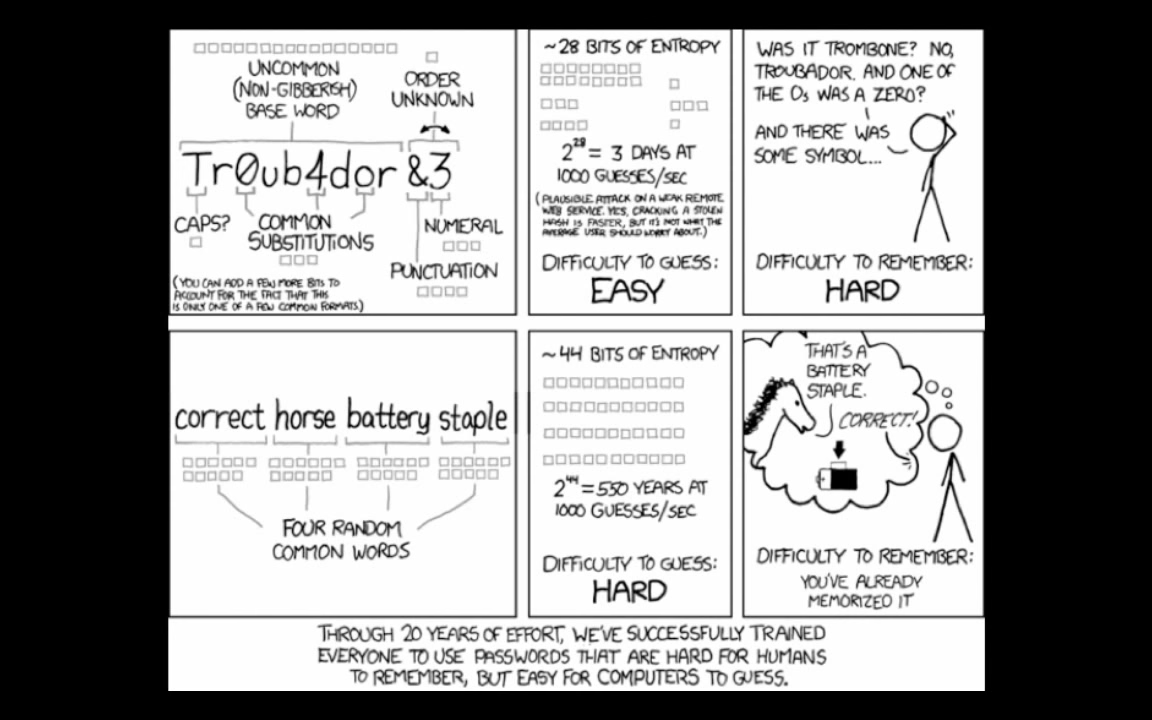 UNCOMMON
(NON-GIBBERISH)
BASE WORD
ORDER
UNKNOWN
Tr0ub4dor &3
CAPS?
COMMON
SUBSTITUTIONS
NUMERAL
PUNCTUATION
(YOU CAN ADD A FEW MORE BITS TO
ACCOUNT FOR THE FACT THAT THIS
IS ONLY ONE OF A FEW COMMON FORMATS.)
~28 BITS OF ENTROPY
2^28 = 3 DAYS AT
1000 GUESSES/SEC
(PLAUSIBLE ATTACK ON A WEAK REMOTE
WEB SERVICE. YES, CRACKING A STOLEN
HASH IS FASTER, BUT IT'S NOT WHAT THE
AVERAGE USER SHOULD WORRY ABOUT.)
DIFFICULTY TO GUESS:
EASY
WAS IT TROMBONE? NO,
TROUBADOR. AND ONE OF
THE Os WAS A ZERO?
AND THERE WAS
SOME SYMBOL...
DIFFICULTY TO REMEMBER:
HARD
correct horse battery staple
FOUR RANDOM
COMMON WORDS
~44 BITS OF ENTROPY
2^44 = 550 YEARS AT
1000 GUESSES/SEC
DIFFICULTY TO GUESS:
HARD
THAT'S A
BATTERY
STAPLE.
CORRECT!
DIFFICULTY TO REMEMBER:
YOU'VE ALREADY
MEMORIZED IT
THROUGH 20 YEARS OF EFFORT, WE'VE SUCCESSFULLY TRAINED
EVERYONE TO USE PASSWORDS THAT ARE HARD FOR HUMANS
TO REMEMBER, BUT EASY FOR COMPUTERS TO GUESS.